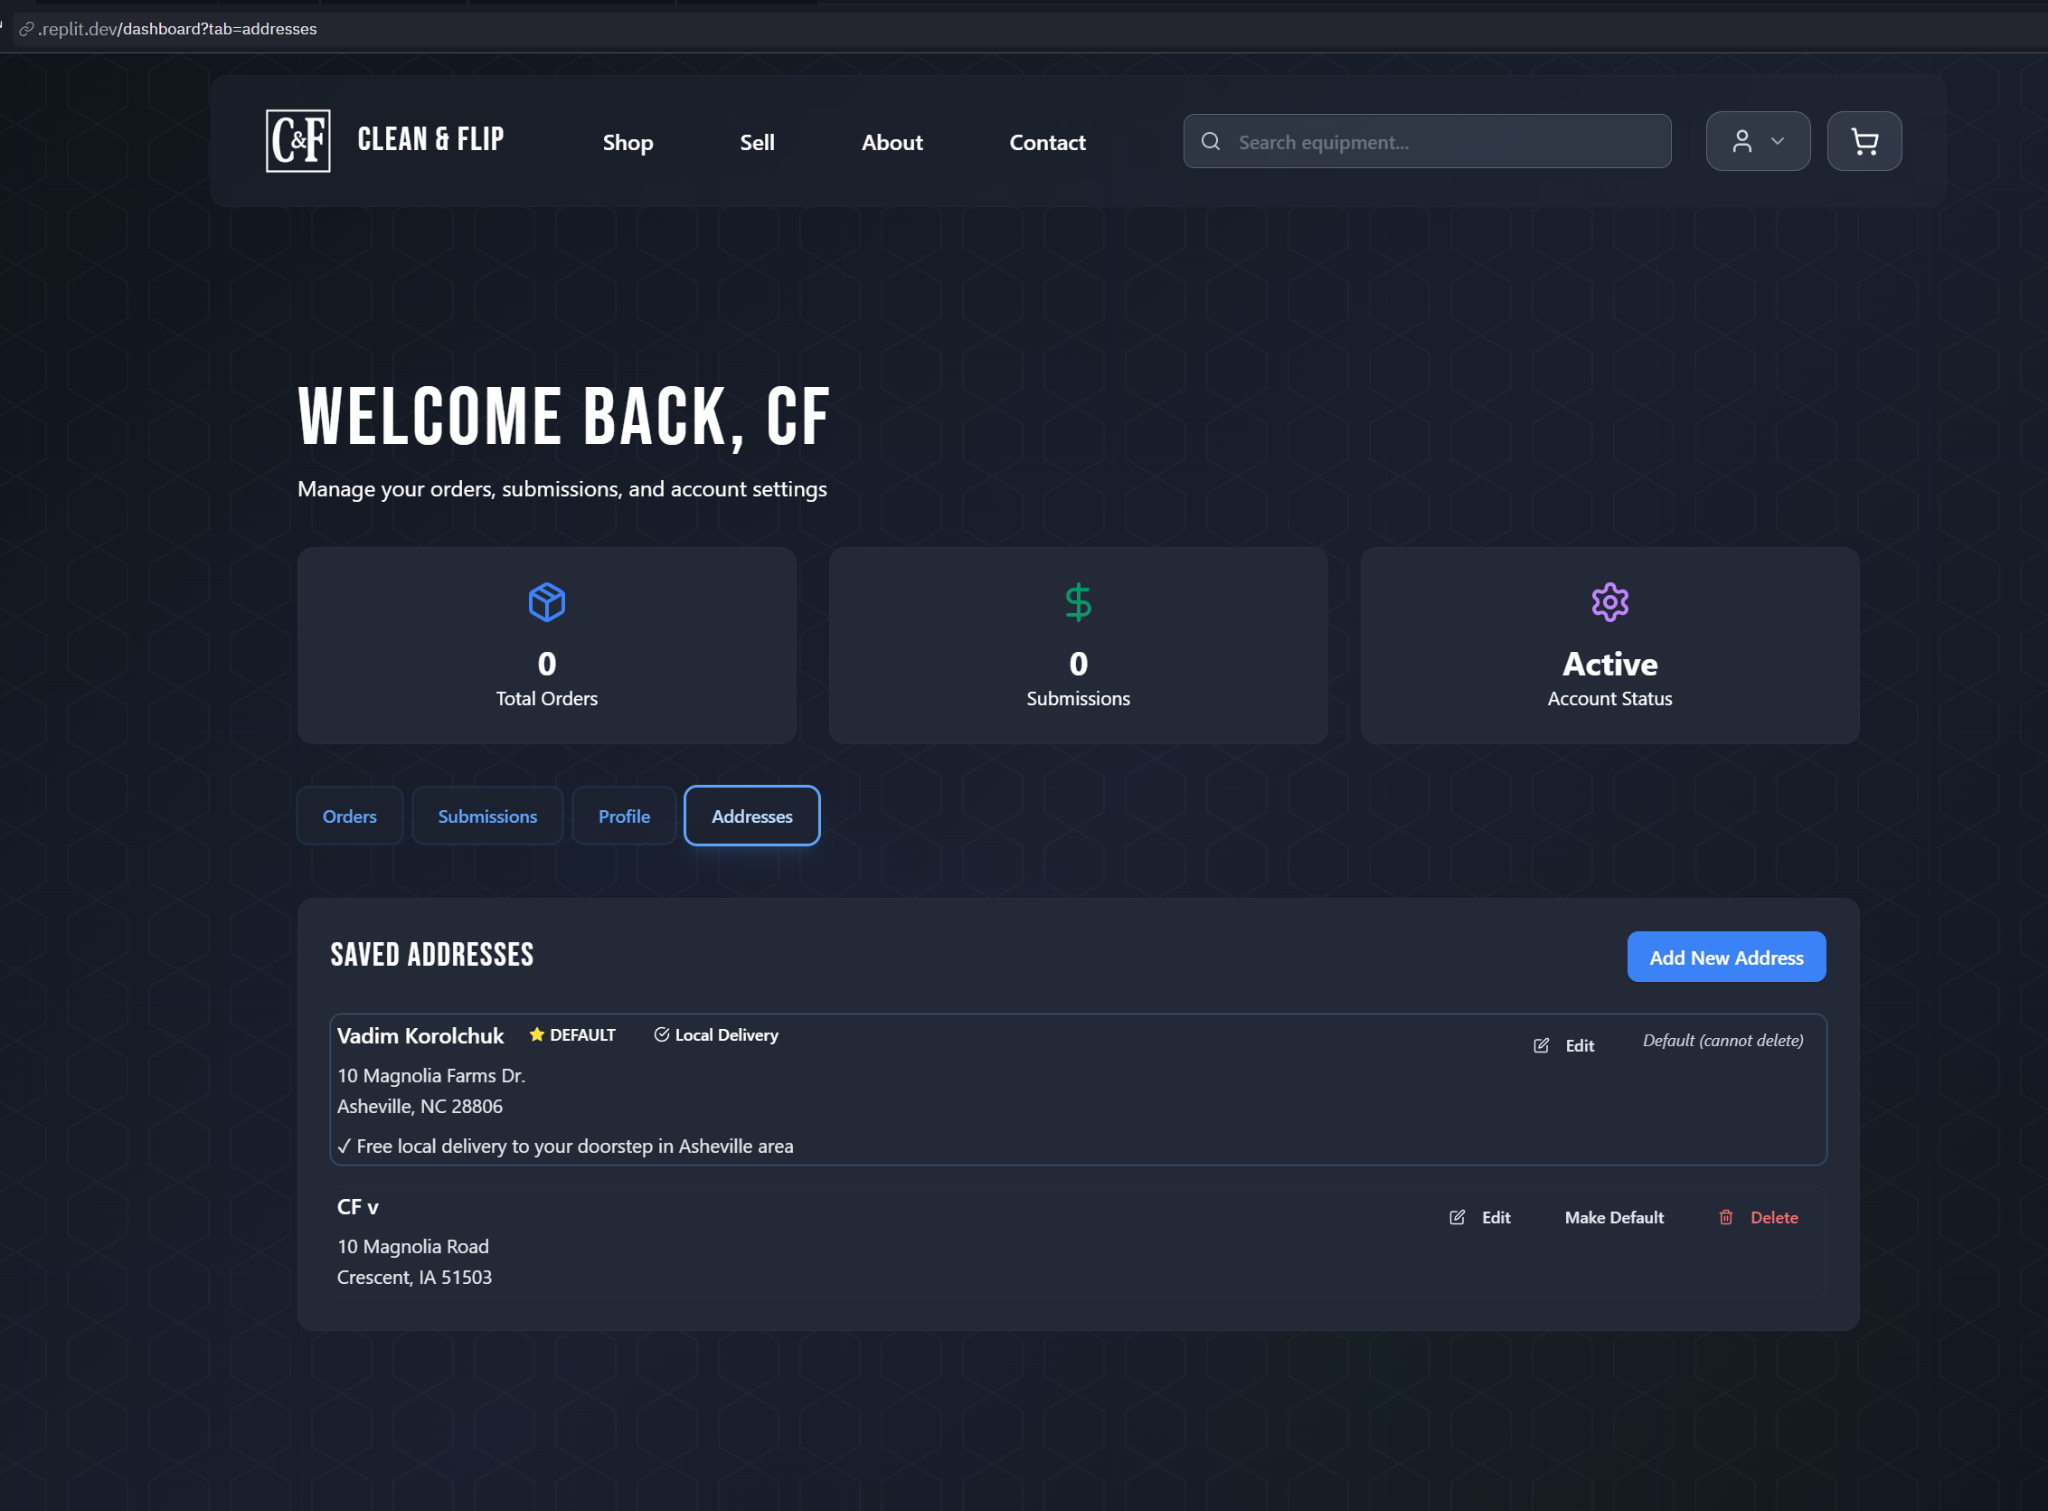 .replit.dev/dashboard?tab=addresses
C&F
CLEAN & FLIP
Shop
Sell
About
Contact
Search equipment...
WELCOME BACK, CF
Manage your orders, submissions, and account settings
0
Total Orders
0
Submissions
Active
Account Status
Orders
Submissions
Profile
Addresses
SAVED ADDRESSES
Add New Address
Vadim Korolchuk ⭐ DEFAULT Local Delivery
Edit
Default (cannot delete)
10 Magnolia Farms Dr.
Asheville, NC 28806
✓ Free local delivery to your doorstep in Asheville area
CF v
Edit
Make Default
Delete
10 Magnolia Road
Crescent, IA 51503